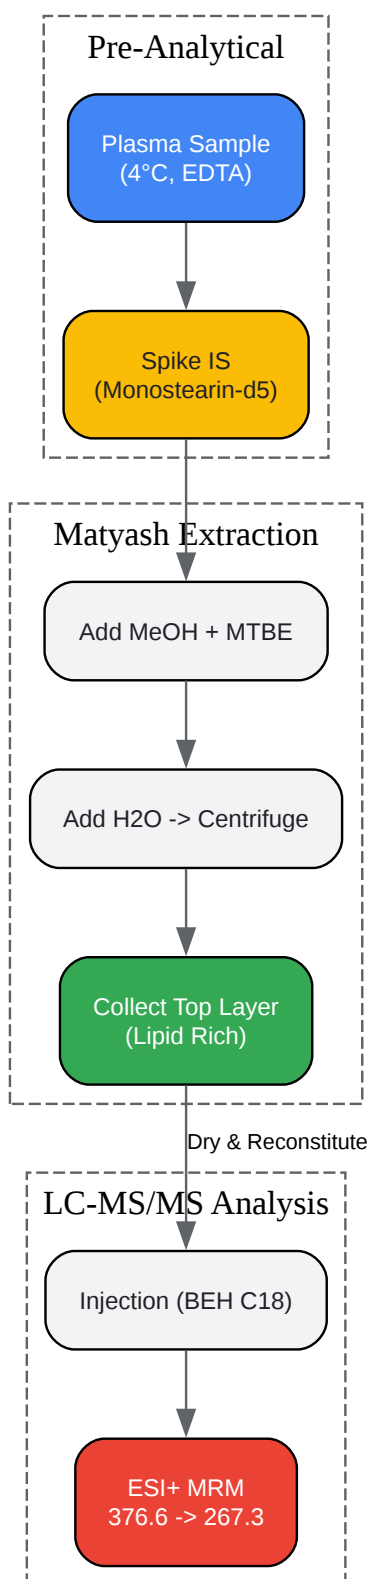 Pre-Analytical
Plasma Sample
(4°C, EDTA)
Spike IS
(Monostearin-d5)
Matyash Extraction
Add MeOH + MTBE
Add H2O -> Centrifuge
Collect Top Layer
(Lipid Rich)
Dry & Reconstitute
LC-MS/MS Analysis
Injection (BEH C18)
ESI+ MRM
376.6 -> 267.3